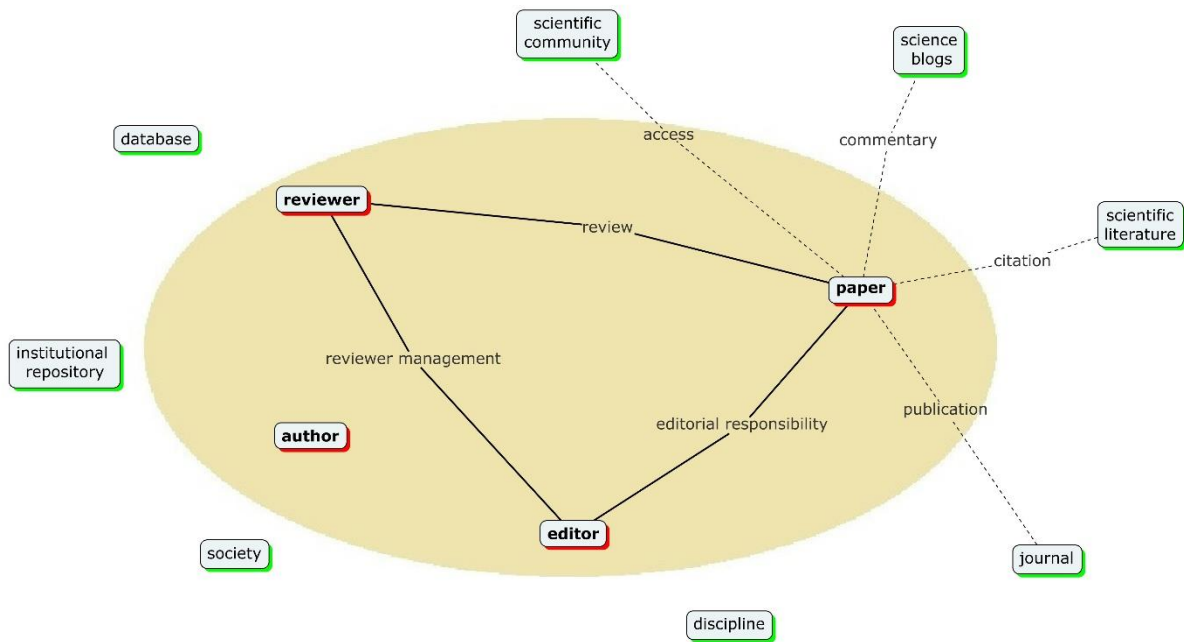 scientific
community
science
blogs
access
commentary
database
reviewer
scientific
literature
review
citation
paper
institutional
repository
reviewer management
publication
editorial responsibility
author
editor
society
journal
discipline